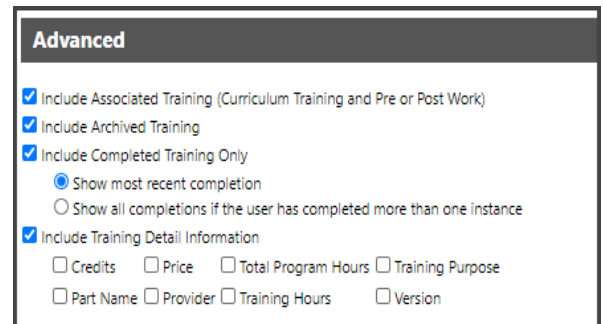 Advanced
Include Associated Training (Curriculum Training and Pre or Post Work)
Include Archived Training
Include Completed Training Only
Show most recent completion
Show all completions if the user has completed more than one instance
Include Training Detail Information
Credits Price Total Program Hours Training Purpose
Part Name Provider Training Hours Version